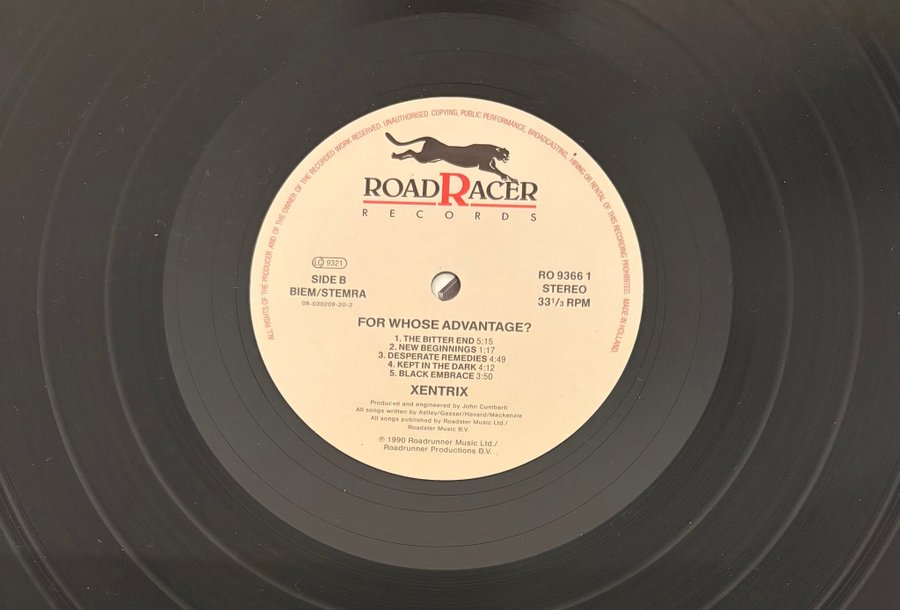 ALL RIGHTS OF THE PRODUCER AND OF THE OWNER OF THE RECORDED WORK RESERVED. UNAUTHORISED COPYING, PUBLIC PERFORMANCE, BROADCASTING, HIRING OR RENTAL OF THIS RECORDING PROHIBITED. MADE IN HOLLAND.
ROADRACER
RECORDS
LC 9321
SIDE B
BIEM/STEMRA
08-030209-20-2
RO 9366 1
STEREO
33 1/3 RPM
FOR WHOSE ADVANTAGE?
1. THE BITTER END 5:15
2. NEW BEGINNINGS 1:17
3. DESPERATE REMEDIES 4:49
4. KEPT IN THE DARK 4:12
5. BLACK EMBRACE 3:50
XENTRIX
Produced and engineered by John Cuniberti
All songs written by Astley/Gasser/Havard/Mackenzie
All songs published by Roadster Music Ltd./
Roadster Music B.V.
℗ 1990 Roadrunner Music Ltd./
Roadrunner Productions B.V.